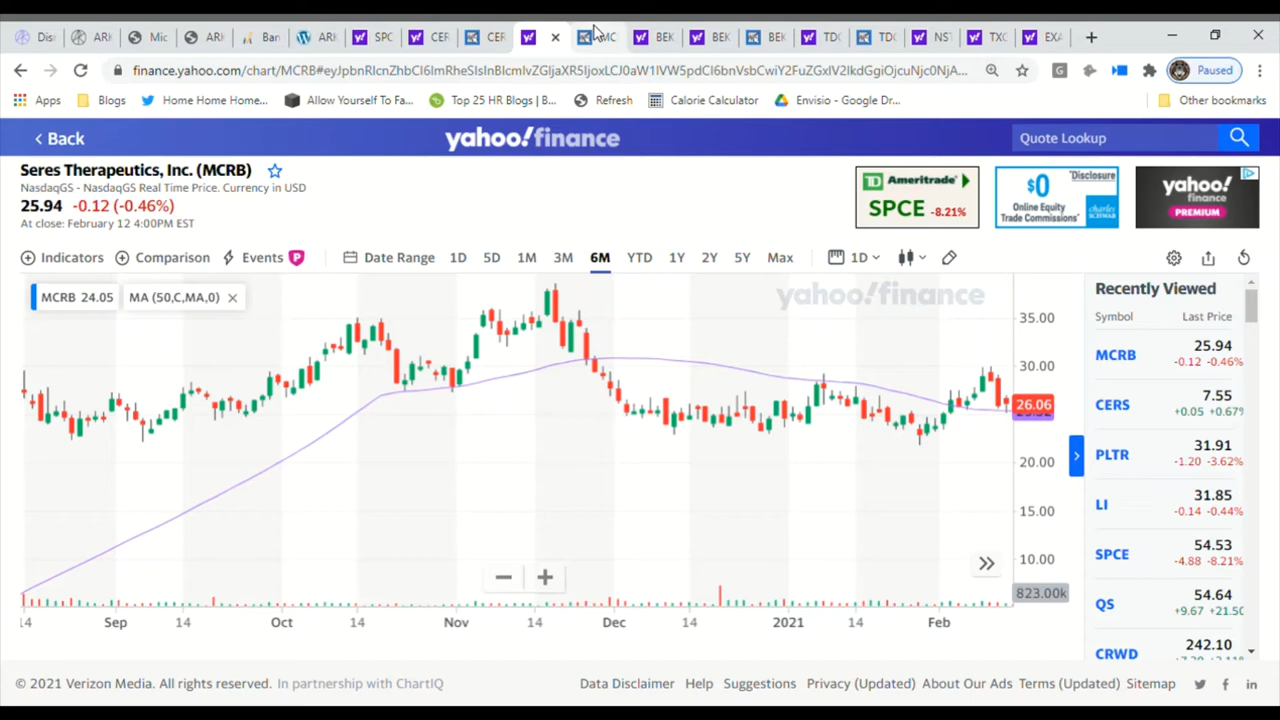 Dis
ARK
Mic
ARK
Ban
ARK
SPC
CER
CER
MC
BEK
BEK
BEK
TDO
TDO
NS
TXO
EXA
finance.yahoo.com/chart/
Paused
Apps
Blogs
Home Home Home...
Allow Yourself To Fa...
Top 25 HR Blogs | B...
Refresh
Calorie Calculator
Envisio - Google Dr...
Other bookmarks
Back
yahoo!finance
Quote Lookup
Seres Therapeutics, Inc. (MCRB)
NasdaqGS - NasdaqGS Real Time Price. Currency in USD
25.94 -0.12 (-0.46%)
At close: February 12 4:00PM EST
TD Ameritrade
SPCE -8.21%
*Disclosure
$0
Online Equity
Trade Commissions*
charles
SCHWAB
yahoo!
finance
PREMIUM
Indicators
Comparison
Events
P
Date Range
1D 5D 1M 3M 6M YTD 1Y 2Y 5Y Max
1D
MCRB 24.05
MA (50,C,MA,0)
yahoo!finance
35.00
30.00
26.06
20.00
15.00
10.00
823.00k
14 Sep 14 Oct 14 Nov 14 Dec 14 2021 14 Feb
Recently Viewed
Symbol Last Price
MCRB 25.94
-0.12 -0.46%
CERS 7.55
+0.05 +0.67%
PLTR 31.91
-1.20 -3.62%
LI 31.85
-0.14 -0.44%
SPCE 54.53
-4.88 -8.21%
QS 54.64
+9.67 +21.50
CRWD 242.10
© 2021 Verizon Media. All rights reserved. In partnership with ChartIQ
Data Disclaimer Help Suggestions Privacy (Updated) About Our Ads Terms (Updated) Sitemap